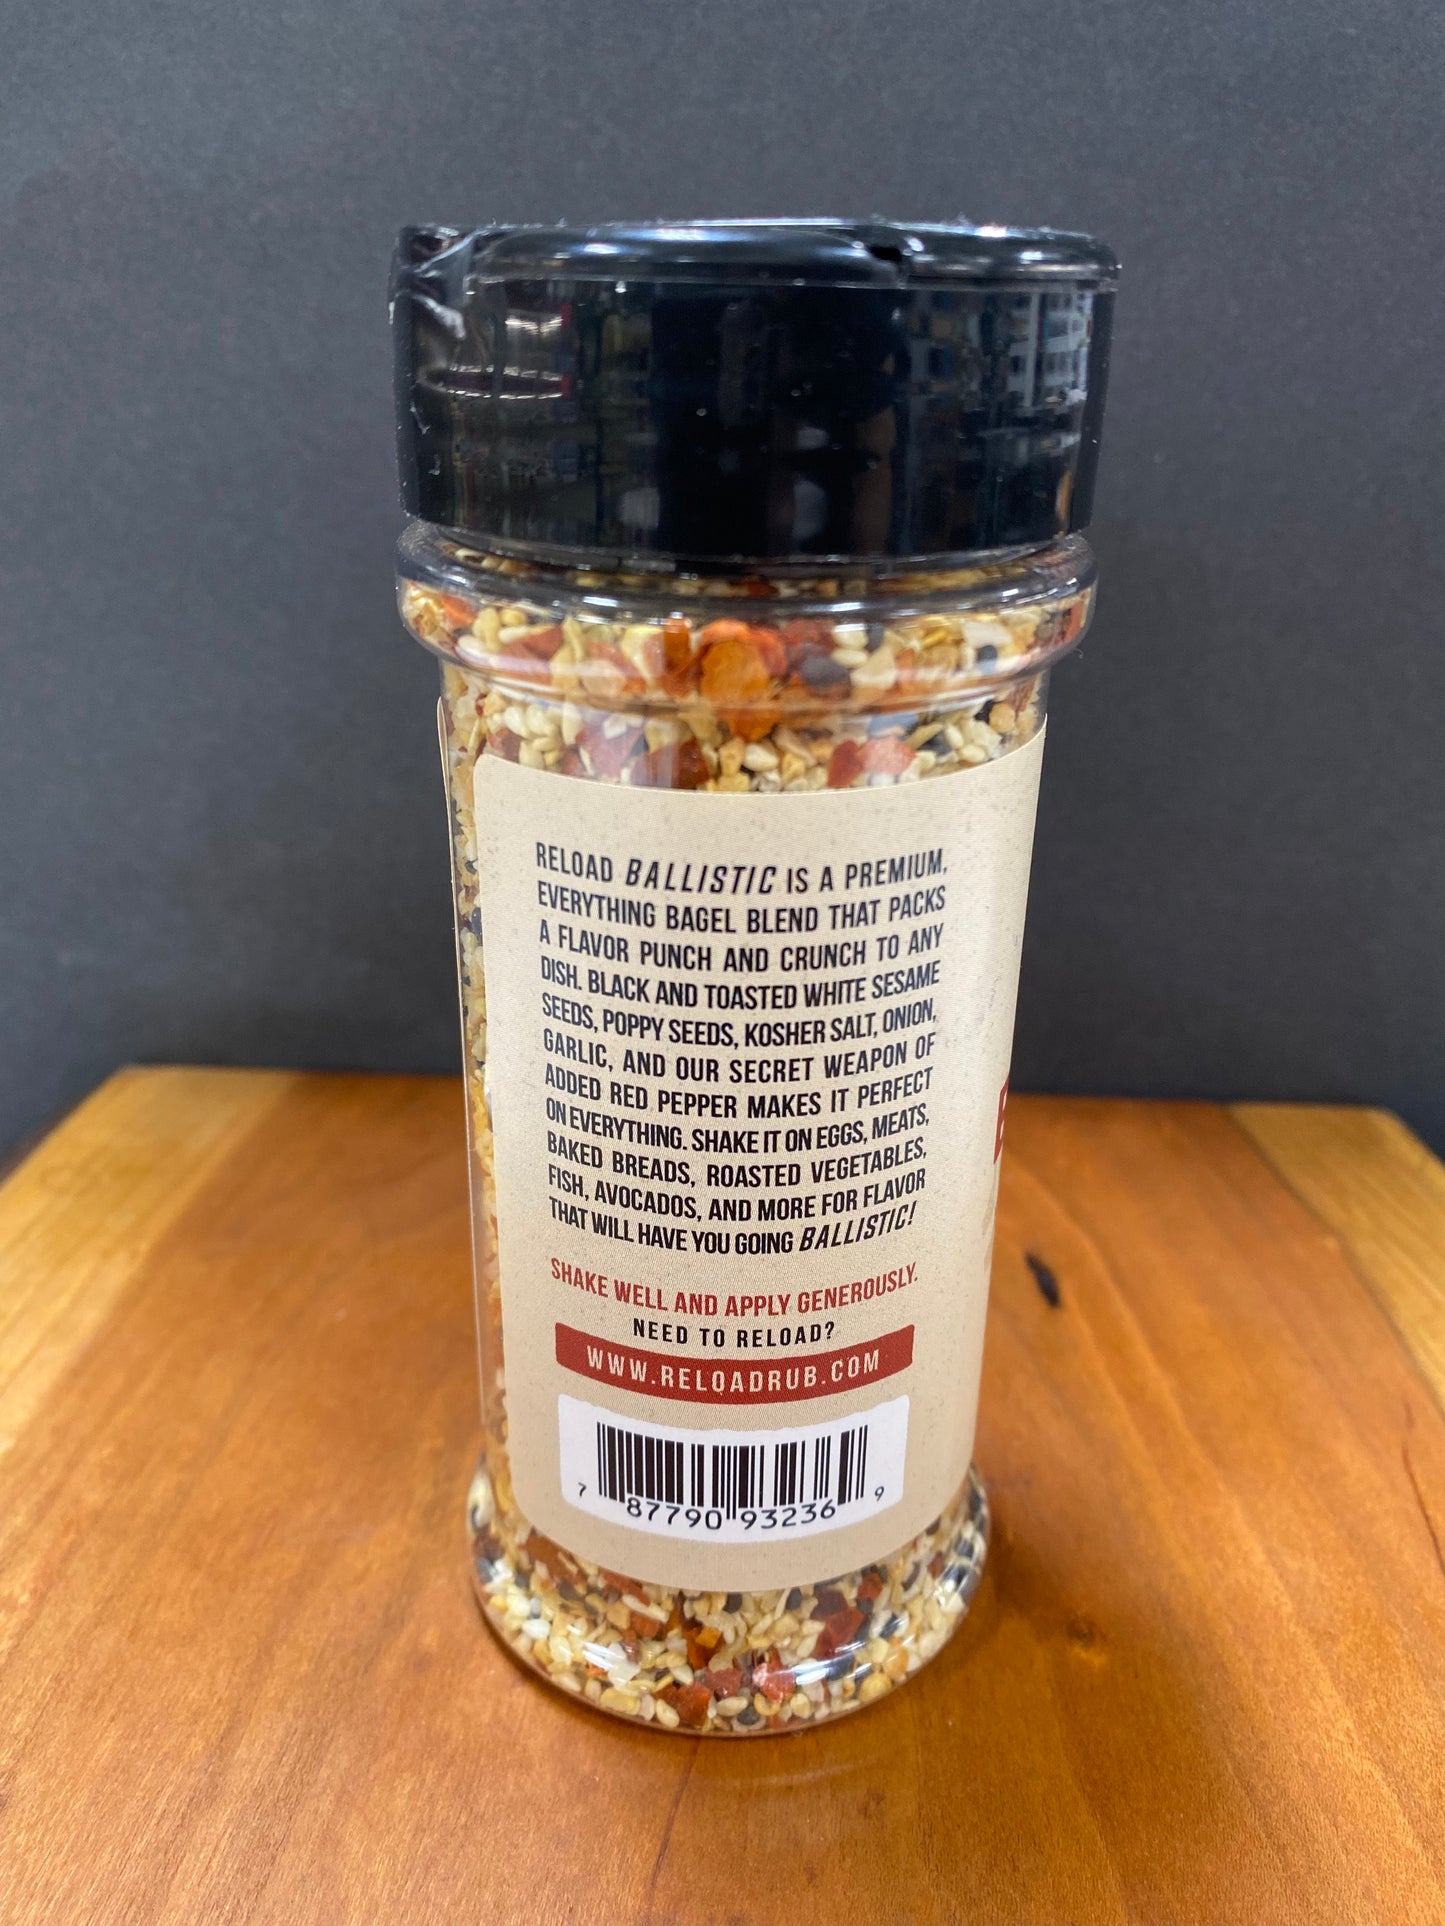 RELOAD BALLISTIC IS A PREMIUM,
EVERYTHING BAGEL BLEND THAT PACKS
A FLAVOR PUNCH AND CRUNCH TO ANY
DISH. BLACK AND TOASTED WHITE SESAME
SEEDS, POPPY SEEDS, KOSHER SALT, ONION,
GARLIC, AND OUR SECRET WEAPON OF
ADDED RED PEPPER MAKES IT PERFECT
ON EVERYTHING. SHAKE IT ON EGGS, MEATS,
BAKED BREADS, ROASTED VEGETABLES,
FISH, AVOCADOS, AND MORE FOR FLAVOR
THAT WILL HAVE YOU GOING BALLISTIC!
SHAKE WELL AND APPLY GENEROUSLY.
NEED TO RELOAD?
WWW.RELOADRUB.COM
7 87790 93236 9